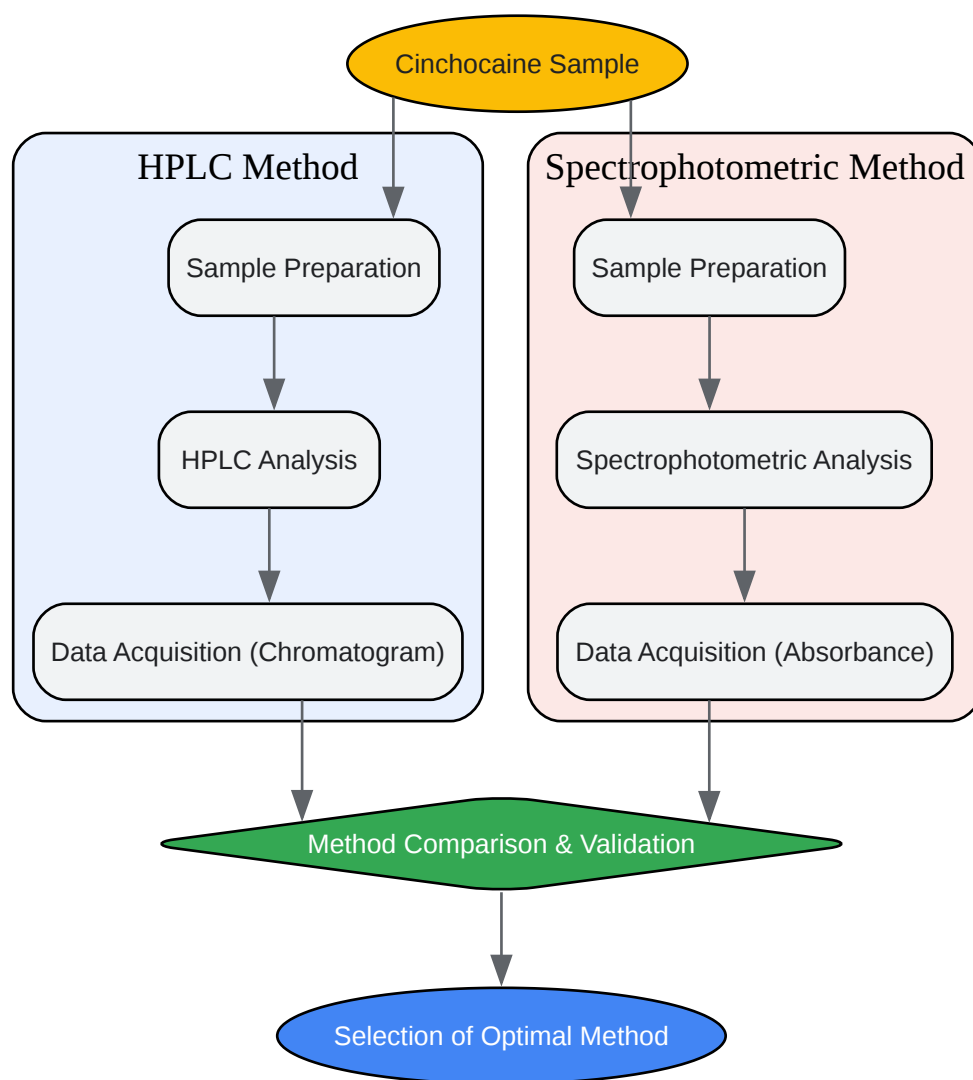 Cinchocaine Sample
HPLC Method
Sample Preparation
HPLC Analysis
Data Acquisition (Chromatogram)
Spectrophotometric Method
Sample Preparation
Spectrophotometric Analysis
Data Acquisition (Absorbance)
Method Comparison & Validation
Selection of Optimal Method